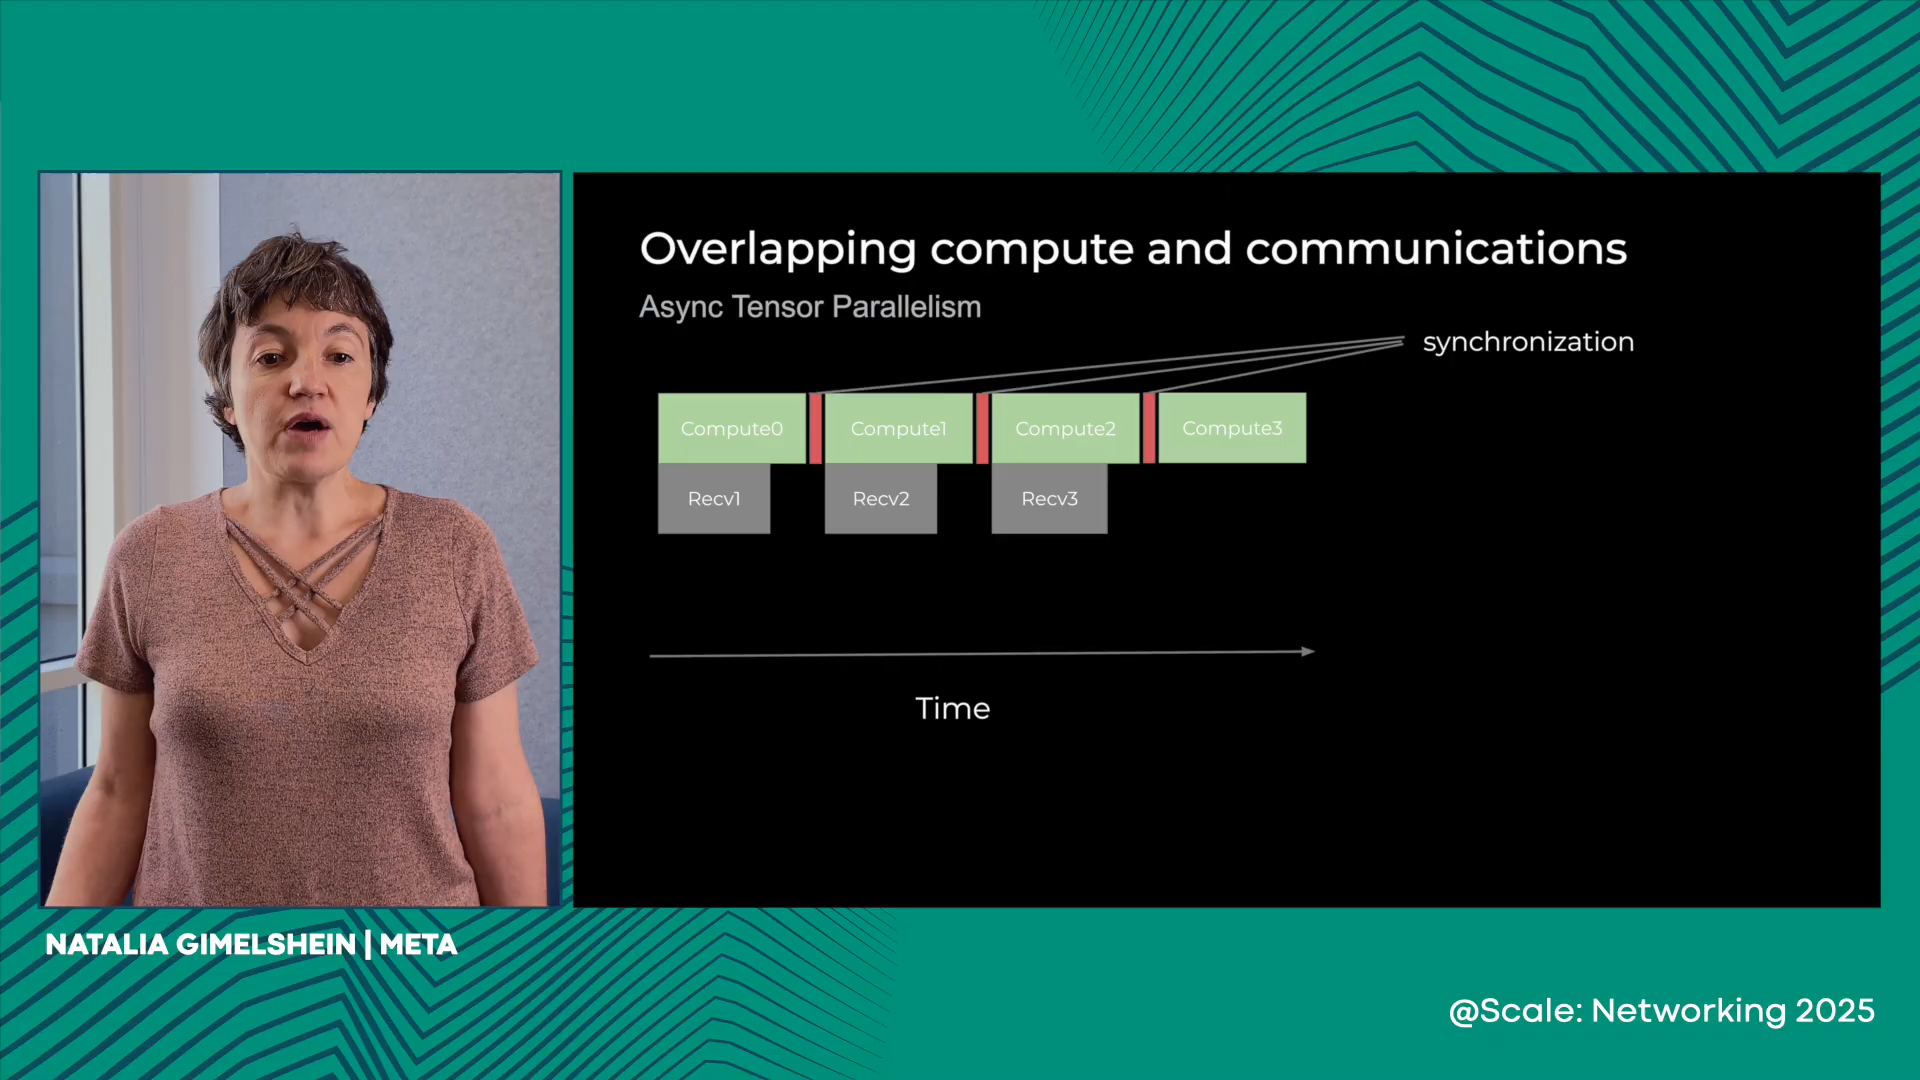 Overlapping compute and communications
Async Tensor Parallelism
synchronization
Compute0 Compute1 Compute2 Compute3
Recv1 Recv2 Recv3
Time
NATALIA GIMELSHEIN | META
@Scale: Networking 2025